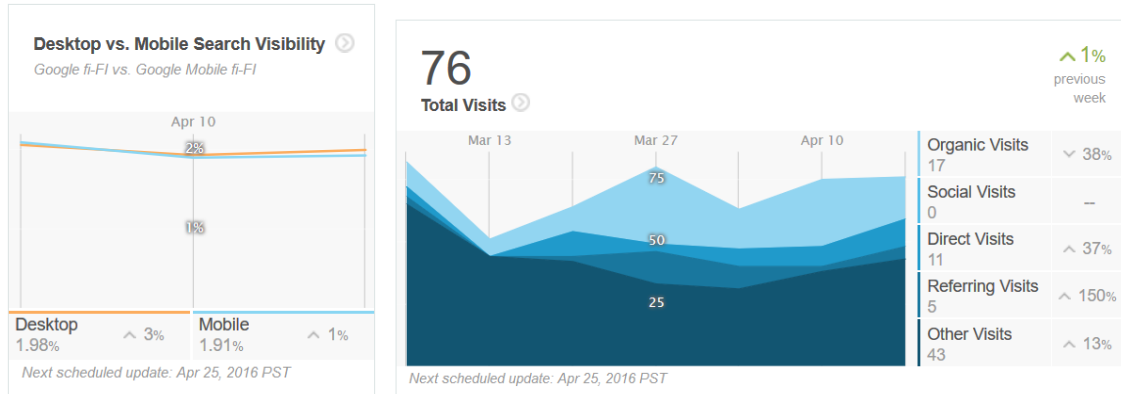 Desktop vs. Mobile Search Visibility
Google fi-FI vs. Google Mobile fi-FI
Apr 10
2%
1%
Desktop
1.98%
3%
Mobile
1.91%
1%
Next scheduled update: Apr 25, 2016 PST
76
Total Visits
1%
previous
week
Mar 13
Mar 27
Apr 10
75
50
25
Organic Visits
17
38%
Social Visits
0
--
Direct Visits
11
37%
Referring Visits
5
150%
Other Visits
43
13%
Next scheduled update: Apr 25, 2016 PST